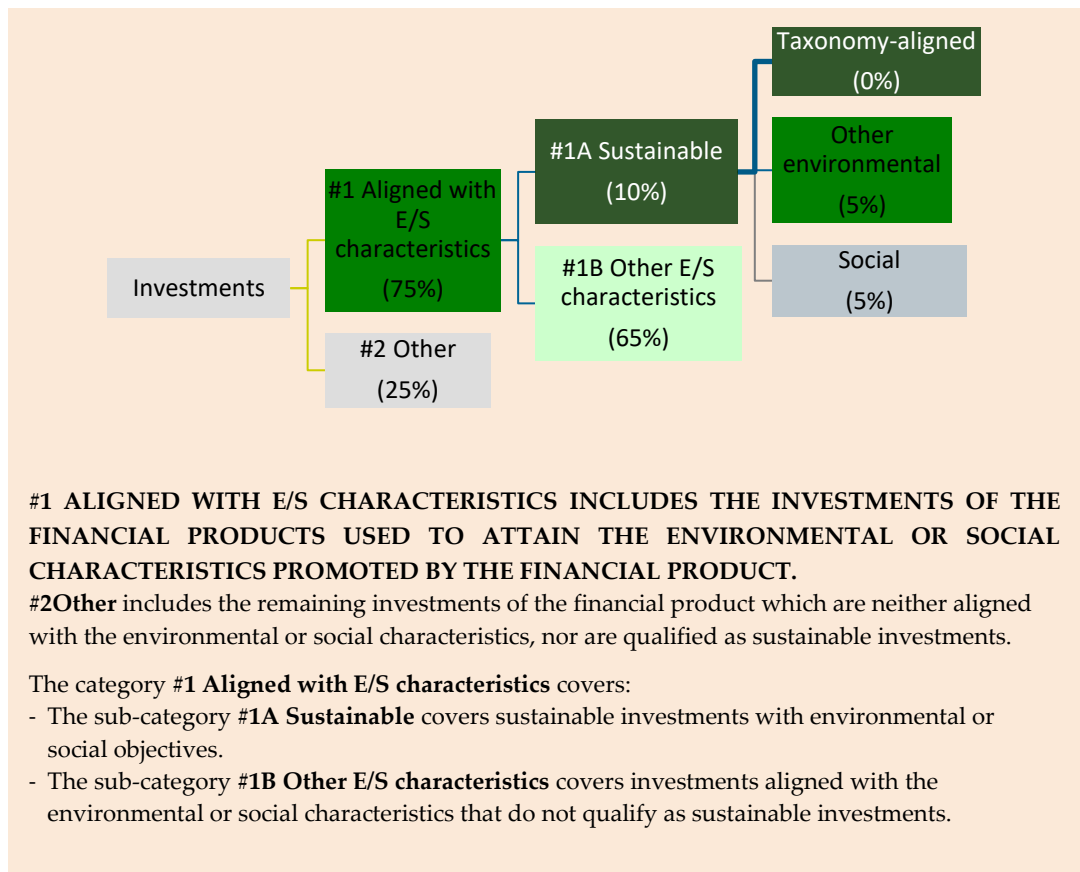 Investments
#1 Aligned with
E/S
characteristics
(75%)
#2 Other
(25%)
#1A Sustainable
(10%)
#1B Other E/S
characteristics
(65%)
Taxonomy-aligned
(0%)
Other
environmental
(5%)
Social
(5%)
#1 ALIGNED WITH E/S CHARACTERISTICS INCLUDES THE INVESTMENTS OF THE
FINANCIAL PRODUCTS USED TO ATTAIN THE ENVIRONMENTAL OR SOCIAL
CHARACTERISTICS PROMOTED BY THE FINANCIAL PRODUCT.
#2Other includes the remaining investments of the financial product which are neither aligned
with the environmental or social characteristics, nor are qualified as sustainable investments.
The category #1 Aligned with E/S characteristics covers:
- The sub-category #1A Sustainable covers sustainable investments with environmental or
social objectives.
- The sub-category #1B Other E/S characteristics covers investments aligned with the
environmental or social characteristics that do not qualify as sustainable investments.